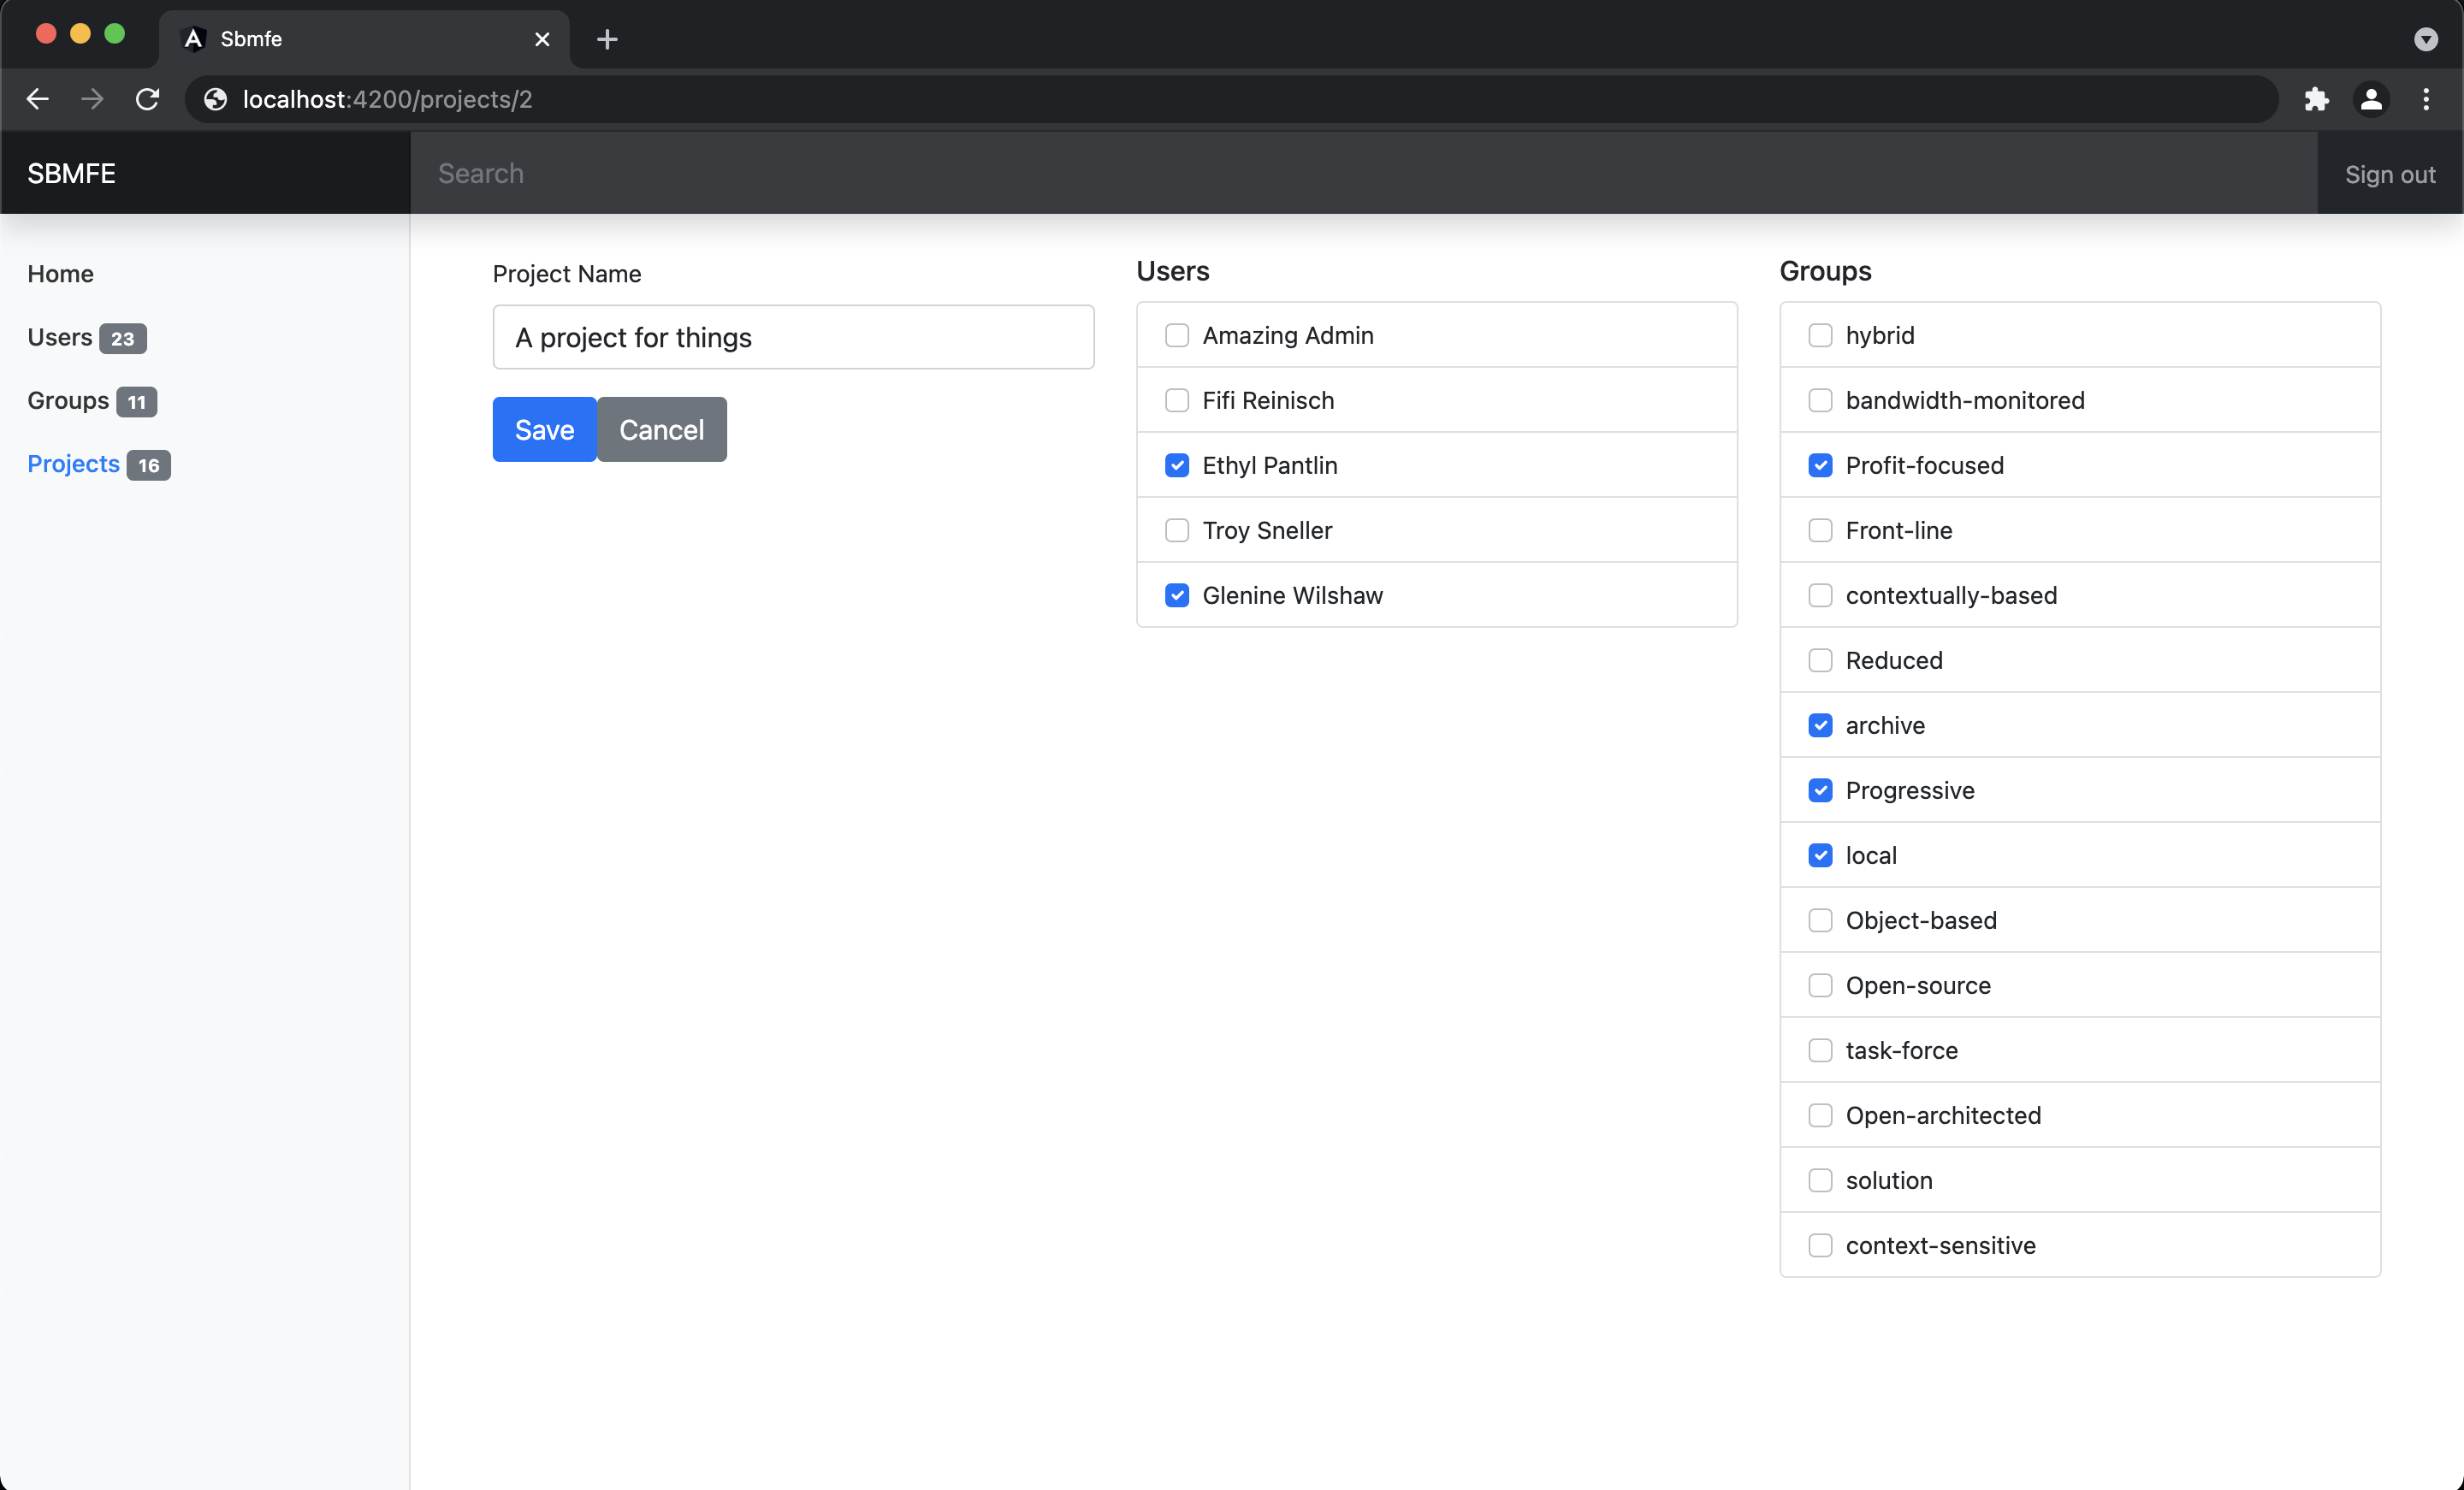 Sbmfe
localhost:4200/projects/2
SBMFE
Search
Sign out
Home
Users 23
Groups 11
Projects 16
Project Name
A project for things
Save
Cancel
Users
Amazing Admin
Fifi Reinisch
Ethyl Pantlin
Troy Sneller
Glenine Wilshaw
Groups
hybrid
bandwidth-monitored
Profit-focused
Front-line
contextually-based
Reduced
archive
Progressive
local
Object-based
Open-source
task-force
Open-architected
solution
context-sensitive